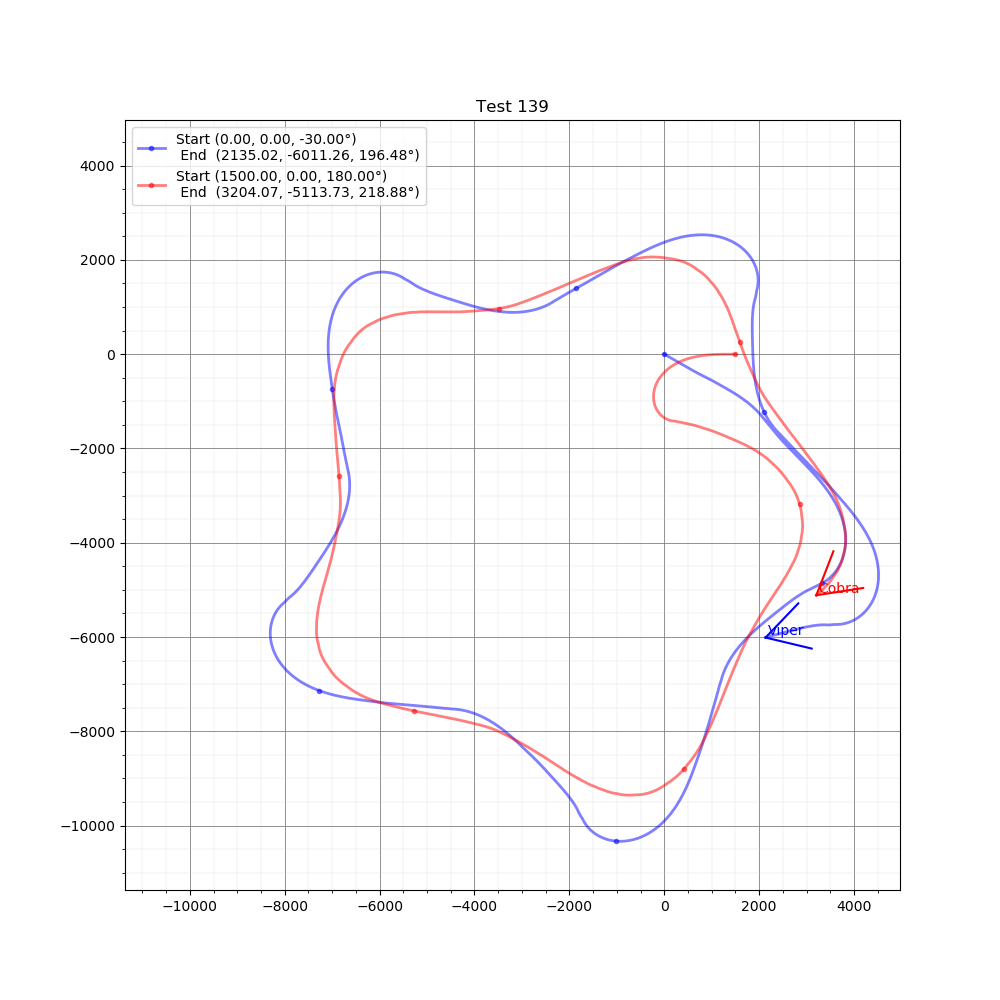 Test 139
Start (0.00, 0.00, -30.00°)
End (2135.02, -6011.26, 196.48°)
Start (1500.00, 0.00, 180.00°)
End (3204.07, -5113.73, 218.88°)
4000
2000
0
−2000
−4000
−6000
−8000
−10000
Cobra
Viper
−10000 −8000 −6000 −4000 −2000 0 2000 4000